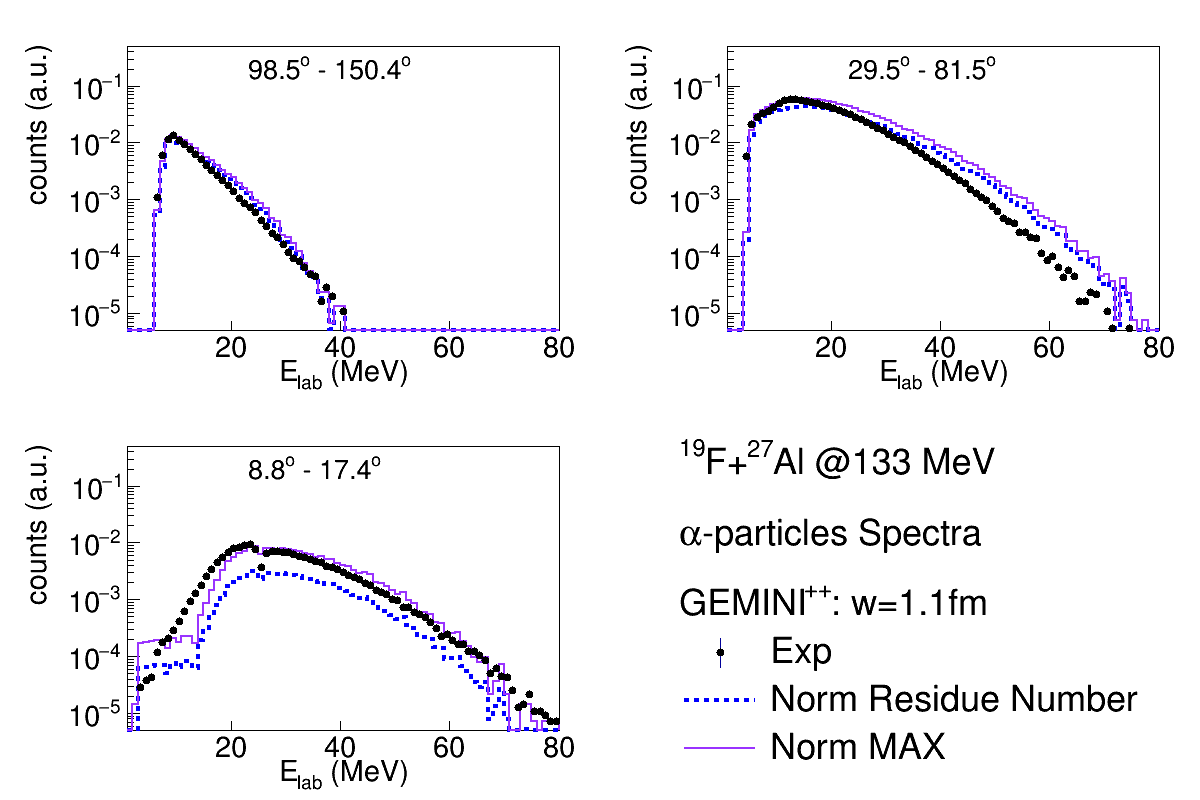 98.5° - 150.4°
counts (a.u.)
10⁻¹
10⁻²
10⁻³
10⁻⁴
10⁻⁵
20 40 60 80
E_lab (MeV)
29.5° - 81.5°
counts (a.u.)
10⁻¹
10⁻²
10⁻³
10⁻⁴
10⁻⁵
20 40 60 80
E_lab (MeV)
8.8° - 17.4°
counts (a.u.)
10⁻¹
10⁻²
10⁻³
10⁻⁴
10⁻⁵
20 40 60 80
E_lab (MeV)
¹⁹F+²⁷Al @133 MeV
α-particles Spectra
GEMINI⁺⁺: w=1.1fm
Exp
Norm Residue Number
Norm MAX